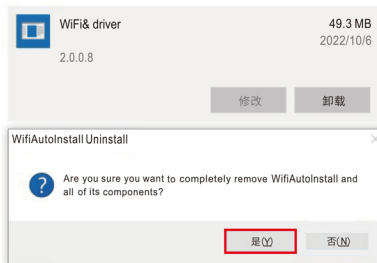 WiFi& driver
49.3 MB
2022/10/6
2.0.0.8
修改
卸载
WifiAutoInstall Uninstall
Are you sure you want to completely remove WifiAutoInstall and
all of its components?
是(Y)
否(N)